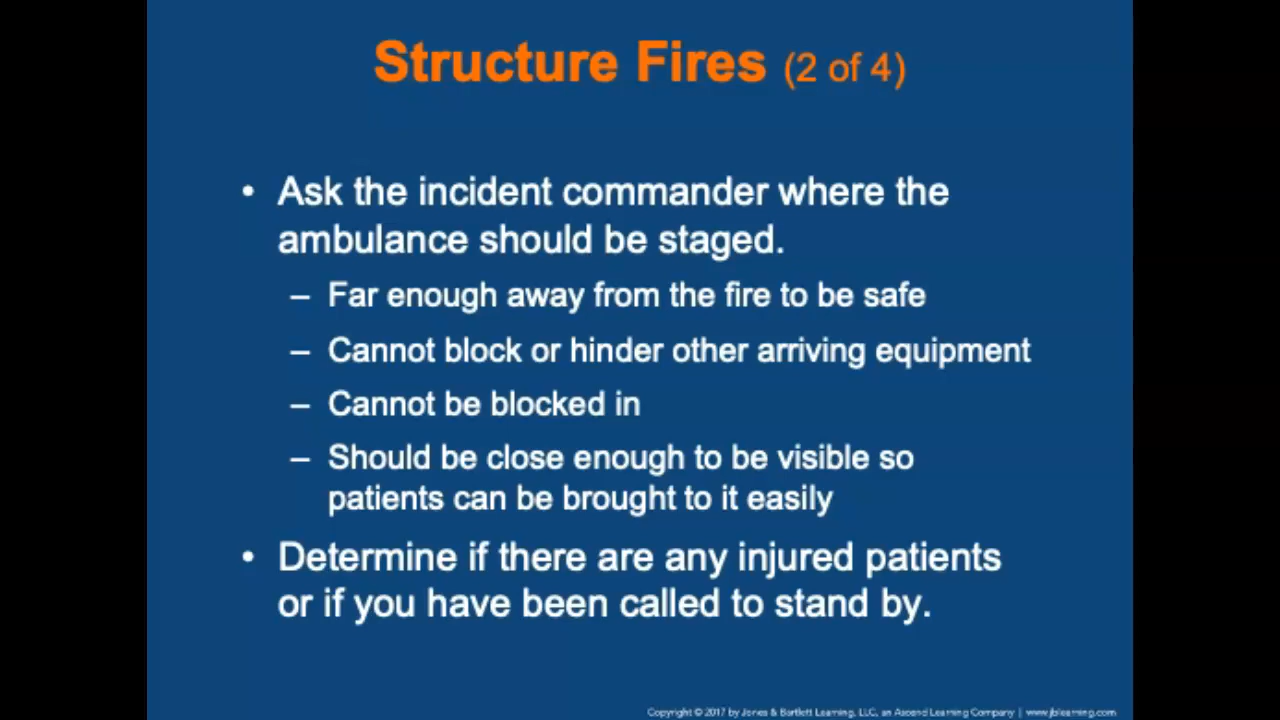 Structure Fires (2 of 4)
• Ask the incident commander where the
ambulance should be staged.
– Far enough away from the fire to be safe
– Cannot block or hinder other arriving equipment
– Cannot be blocked in
– Should be close enough to be visible so
patients can be brought to it easily
• Determine if there are any injured patients
or if you have been called to stand by.
Copyright © 2017 by Jones & Bartlett Learning, LLC, an Ascend Learning Company | www.jblearning.com